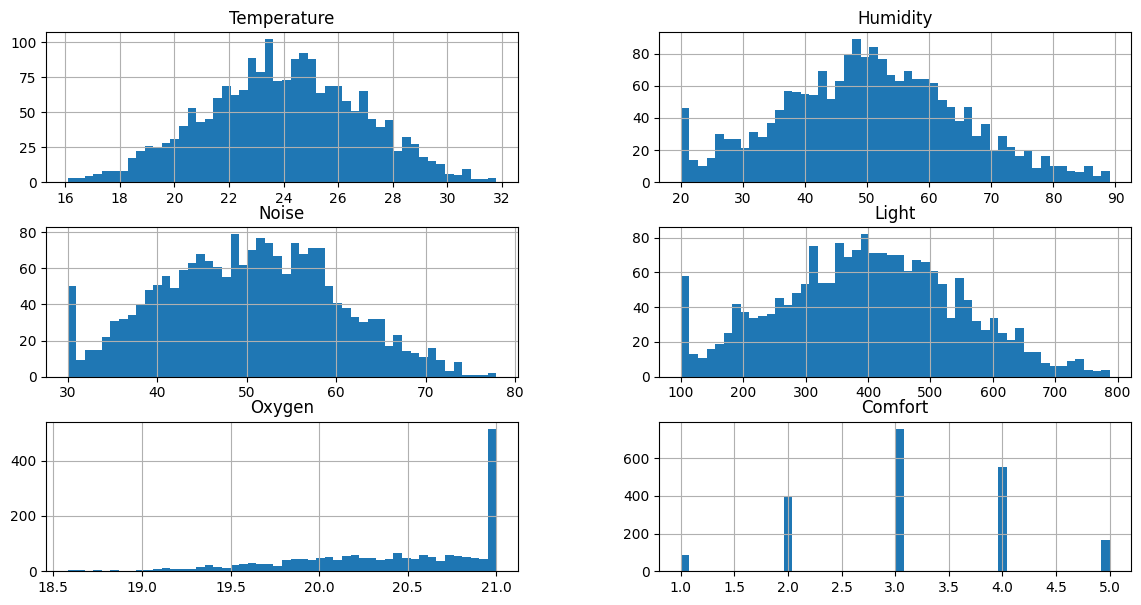 Temperature
100
75
50
25
0
16 18 20 22 24 26 28 30 32
Humidity
80
60
40
20
0
20 30 40 50 60 70 80 90
Noise
80
60
40
20
0
30 40 50 60 70 80
Light
80
60
40
20
0
100 200 300 400 500 600 700 800
Oxygen
400
200
0
18.5 19.0 19.5 20.0 20.5 21.0
Comfort
600
400
200
0
1.0 1.5 2.0 2.5 3.0 3.5 4.0 4.5 5.0